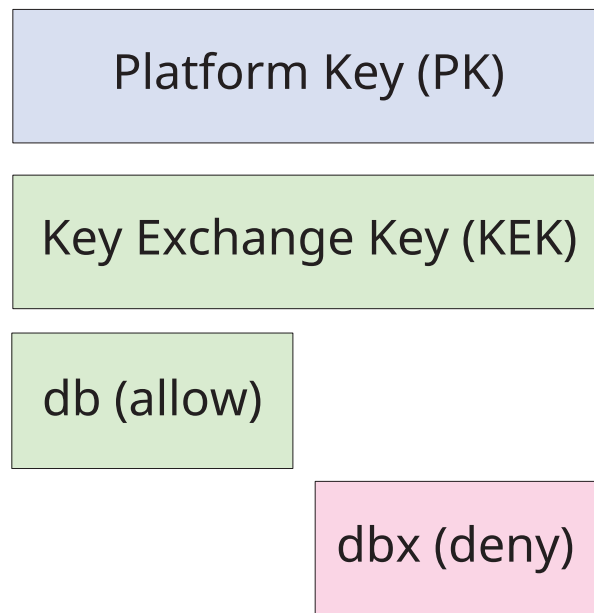 Platform Key (PK)
Key Exchange Key (KEK)
db (allow)
dbx (deny)